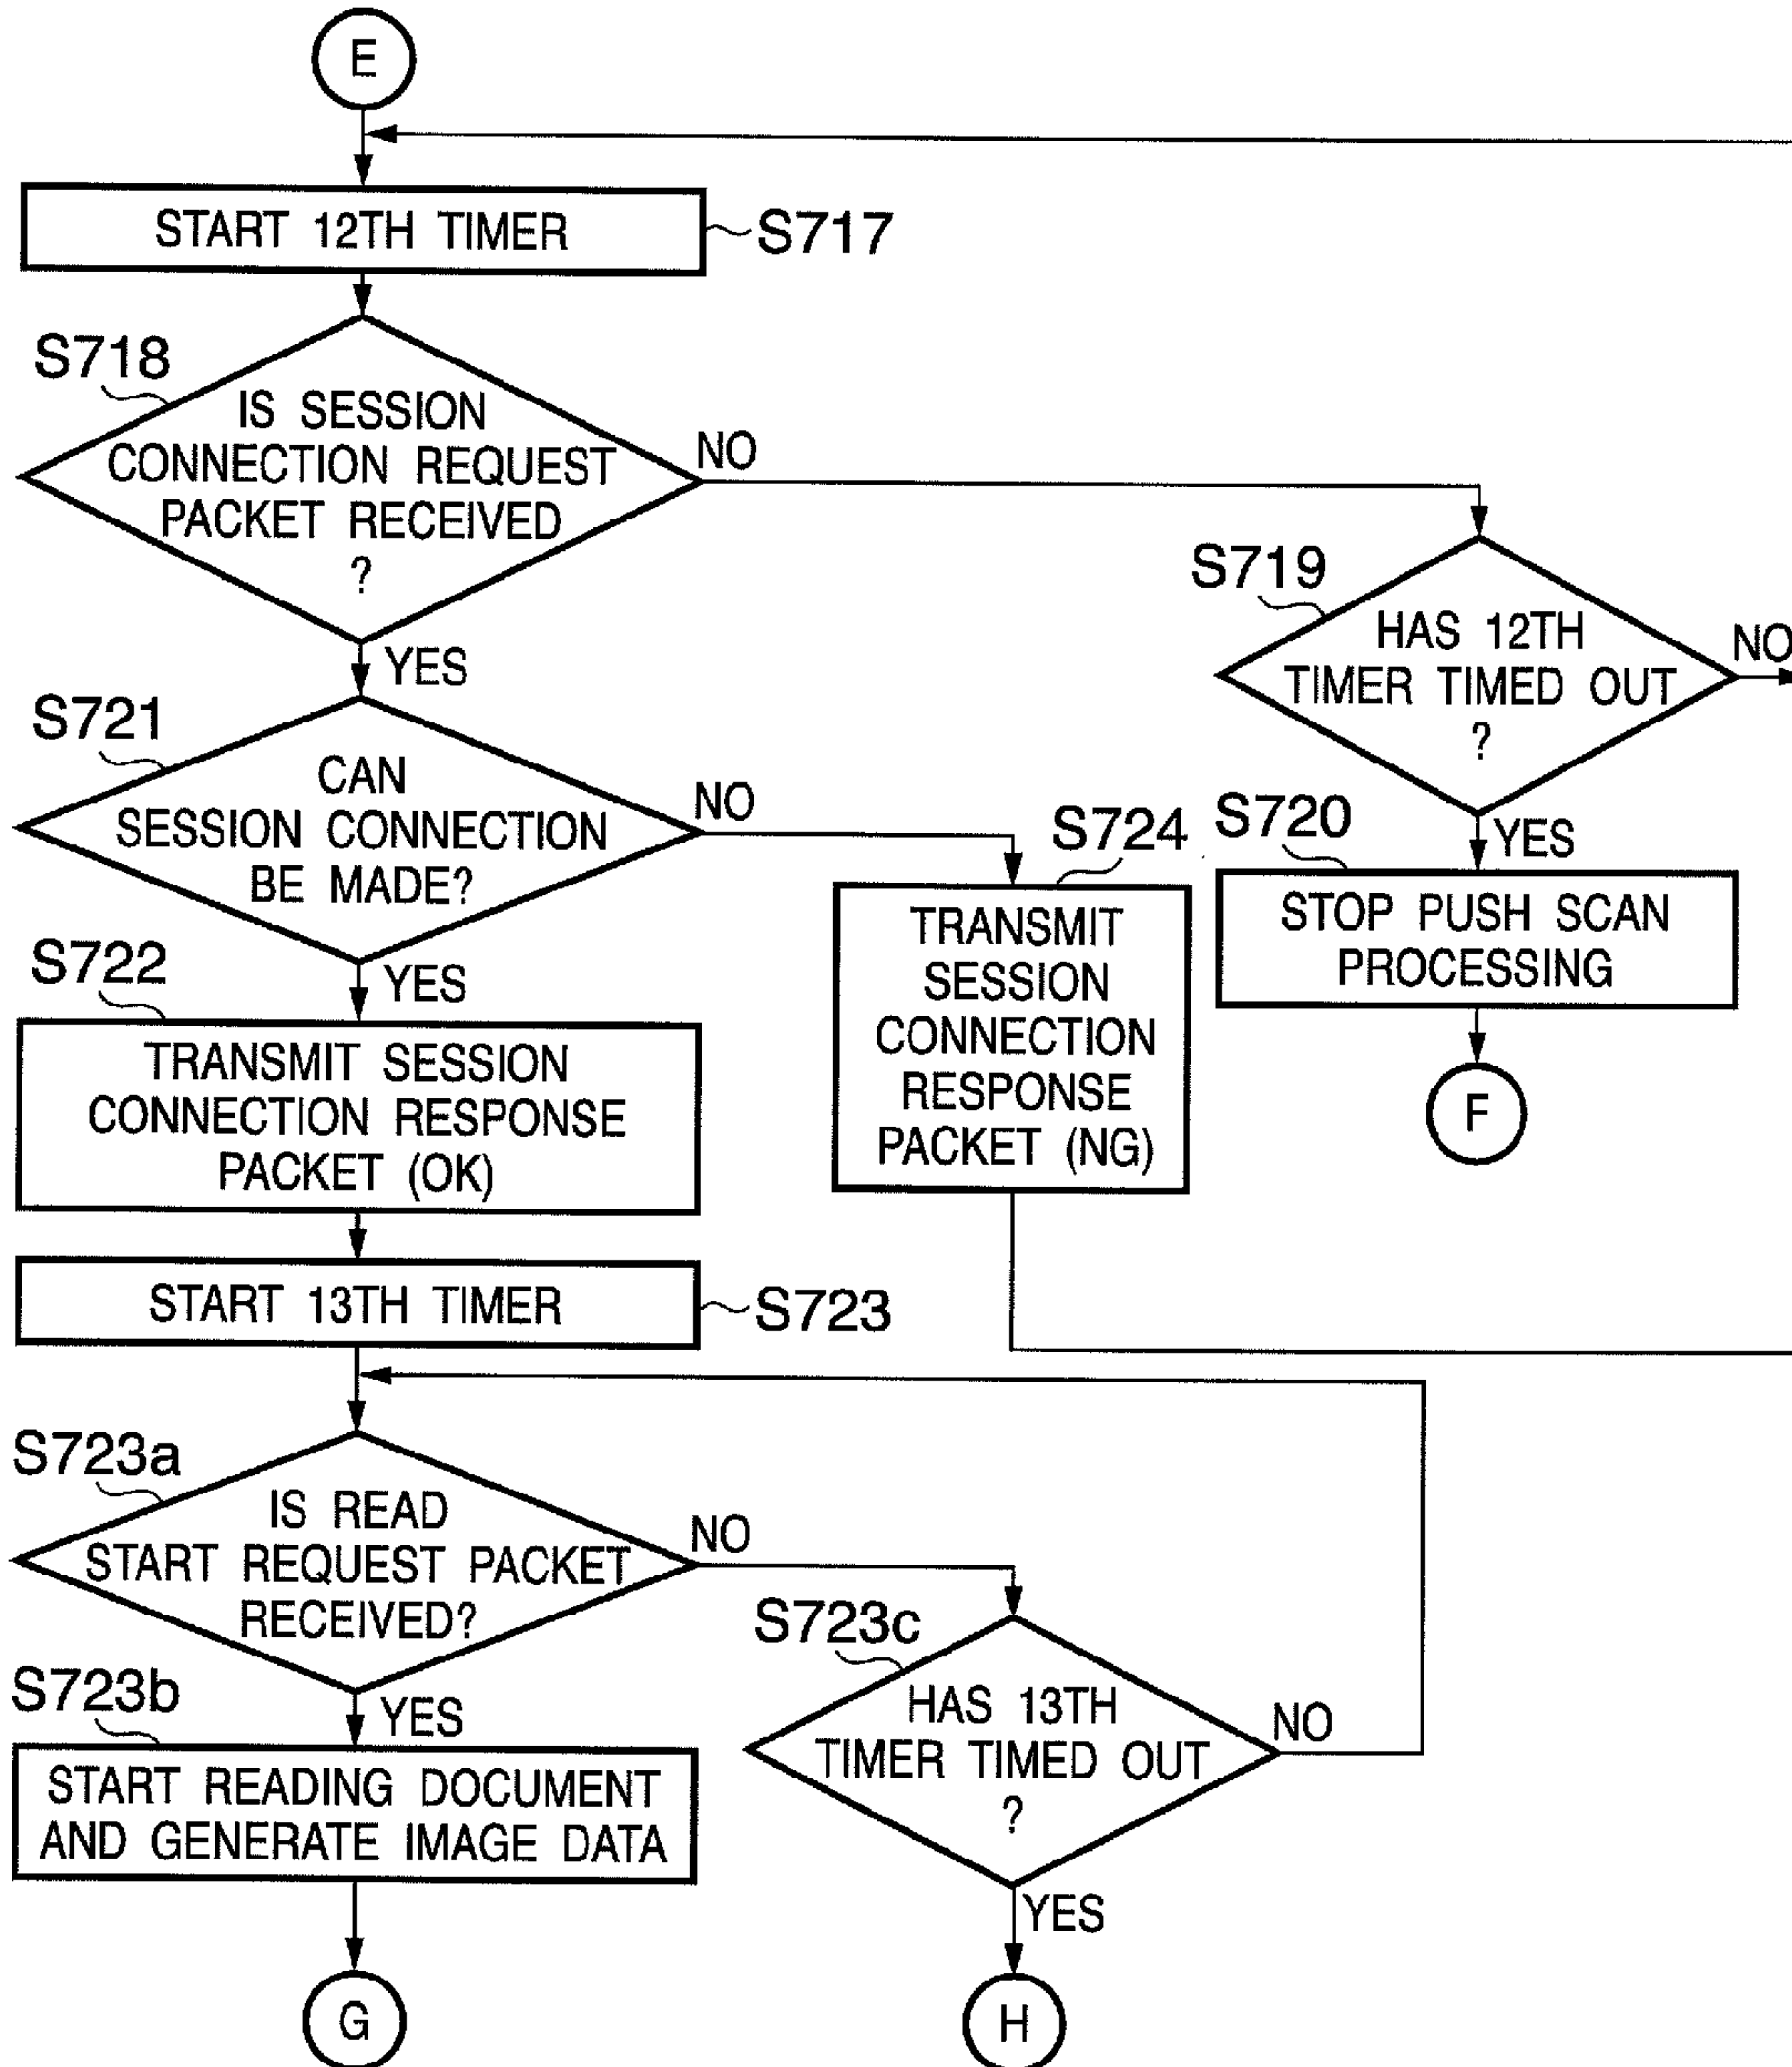 E
START 12TH TIMER
S717
S718
IS SESSION
CONNECTION REQUEST
PACKET RECEIVED
?
NO
YES
S719
HAS 12TH
TIMER TIMED OUT
?
NO
YES
S720
STOP PUSH SCAN
PROCESSING
F
S721
CAN
SESSION CONNECTION
BE MADE?
NO
YES
S724
TRANSMIT
SESSION
CONNECTION
RESPONSE
PACKET (NG)
S722
TRANSMIT SESSION
CONNECTION RESPONSE
PACKET (OK)
START 13TH TIMER
S723
S723a
IS READ
START REQUEST PACKET
RECEIVED?
NO
YES
S723c
HAS 13TH
TIMER TIMED OUT
?
NO
YES
S723b
START READING DOCUMENT
AND GENERATE IMAGE DATA
G
H